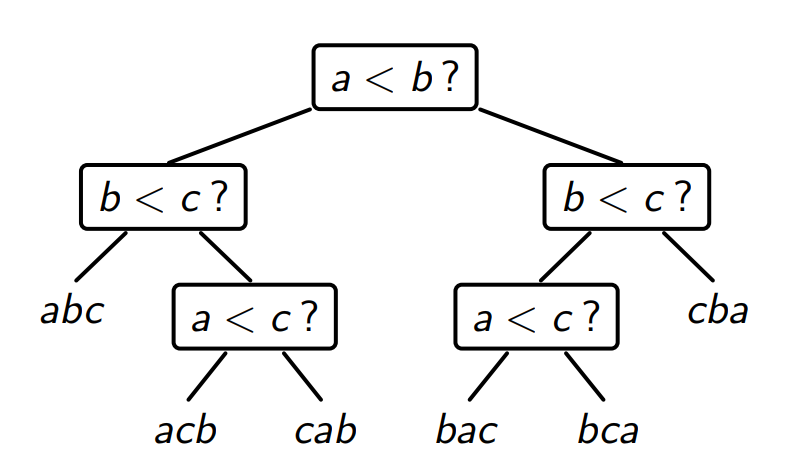 a < b ?
b < c ? b < c ?
abc a < c ? a < c ? cba
acb cab bac bca